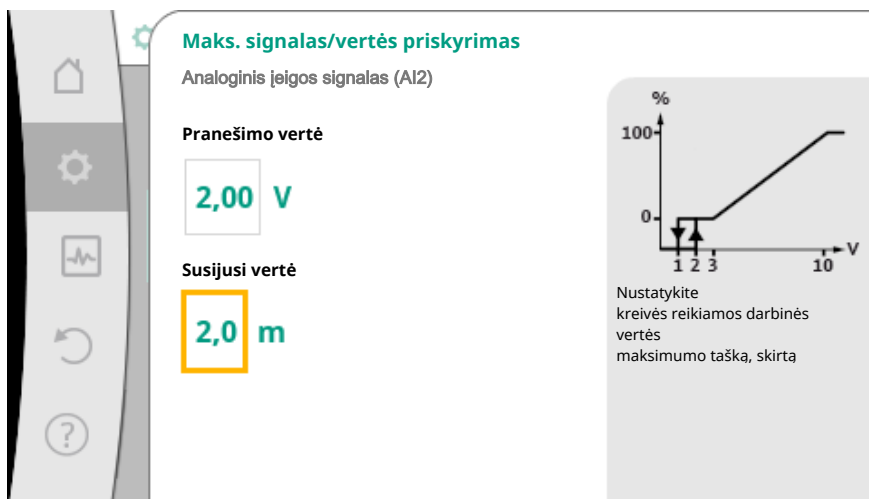 Maks. signalas/vertės priskyrimas
Analoginis įeigos signalas (AI2)
Pranešimo vertė
2,00 V
Susijusi vertė
2,0 m
%
100
0
1 2 3 10 V
Nustatykite
kreivės reikiamos darbinės
vertės
maksimumo tašką, skirtą
?